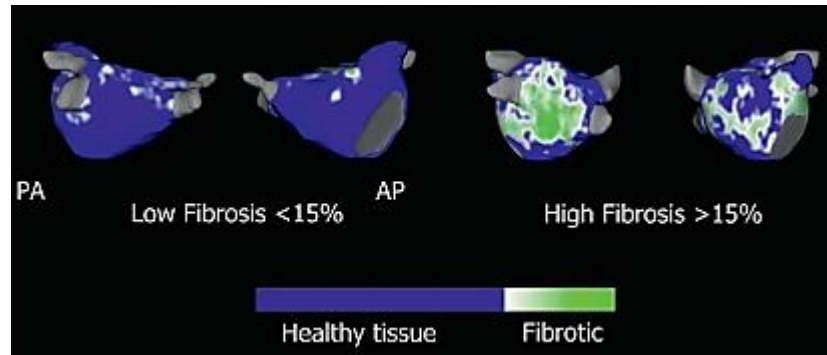 PA
AP
Low Fibrosis <15%
High Fibrosis >15%
Healthy tissue
Fibrotic